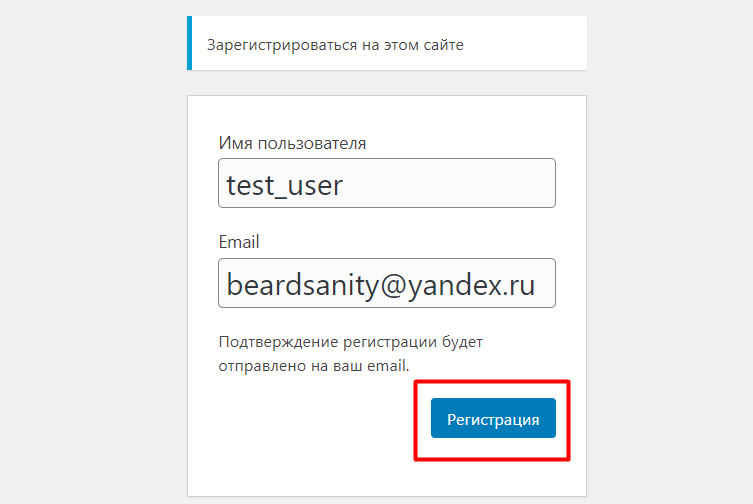 Зарегистрироваться на этом сайте
Имя пользователя
test_user
Email
beardsanity@yandex.ru
Подтверждение регистрации будет
отправлено на ваш email.
Регистрация